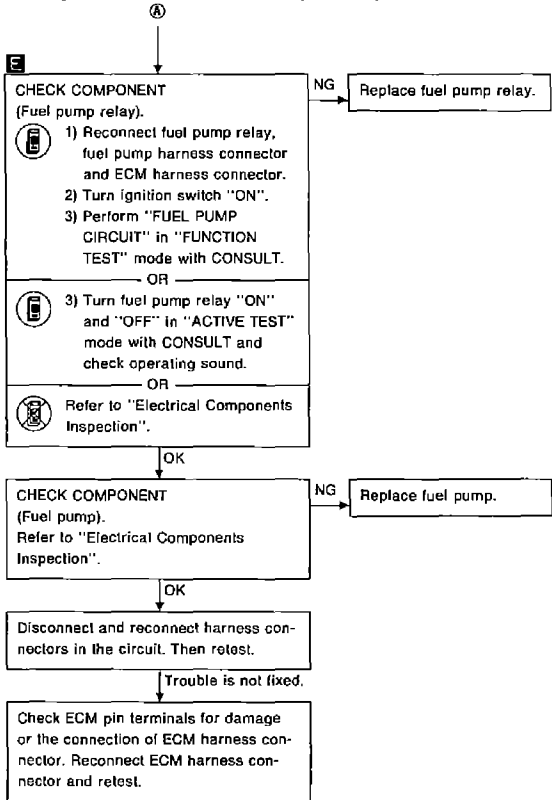 Ⓐ
E
CHECK COMPONENT
(Fuel pump relay).
1) Reconnect fuel pump relay,
fuel pump harness connector
and ECM harness connector.
2) Turn ignition switch "ON".
3) Perform "FUEL PUMP
CIRCUIT" in "FUNCTION
TEST" mode with CONSULT.
OR
3) Turn fuel pump relay "ON"
and "OFF" in "ACTIVE TEST"
mode with CONSULT and
check operating sound.
OR
Refer to "Electrical Components
Inspection".
NG
Replace fuel pump relay.
OK
CHECK COMPONENT
(Fuel pump).
Refer to "Electrical Components
Inspection".
NG
Replace fuel pump.
OK
Disconnect and reconnect harness con-
nectors in the circuit. Then retest.
Trouble is not fixed.
Check ECM pin terminals for damage
or the connection of ECM harness con-
nector. Reconnect ECM harness con-
nector and retest.